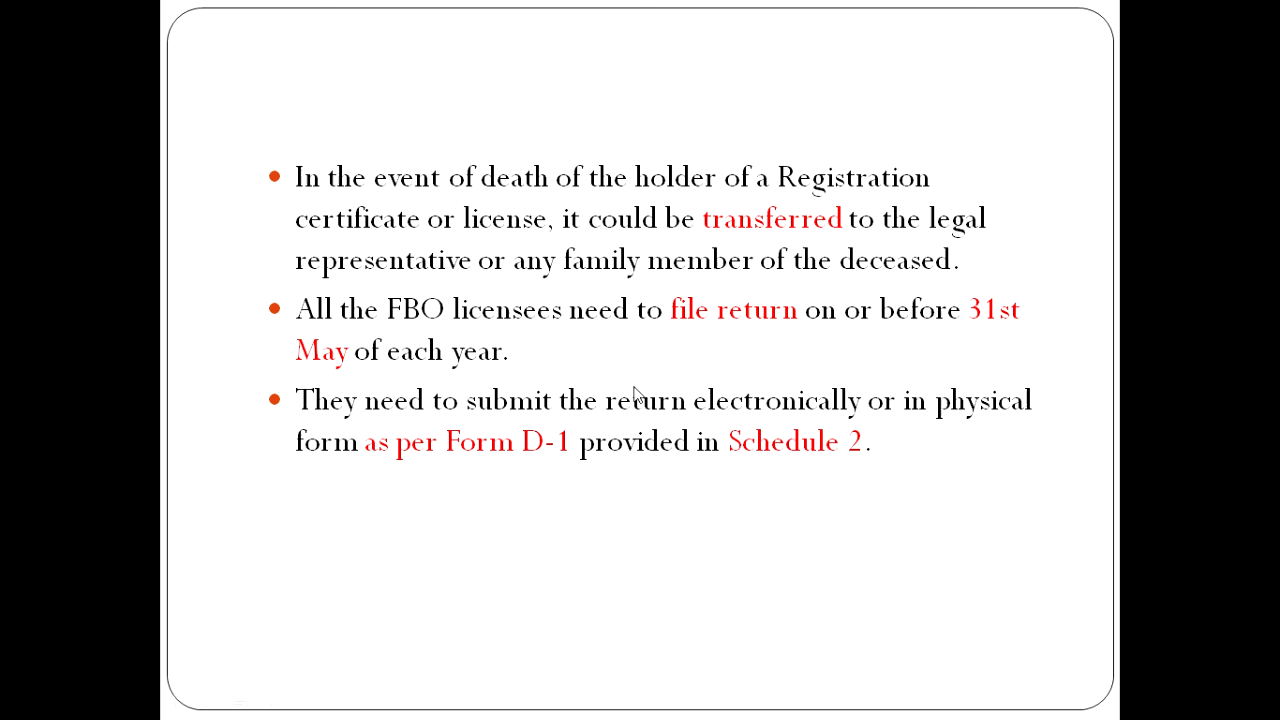 In the event of death of the holder of a Registration
certificate or license, it could be transferred to the legal
representative or any family member of the deceased.
All the FBO licensees need to file return on or before 31st
May of each year.
They need to submit the return electronically or in physical
form as per Form D-1 provided in Schedule 2.